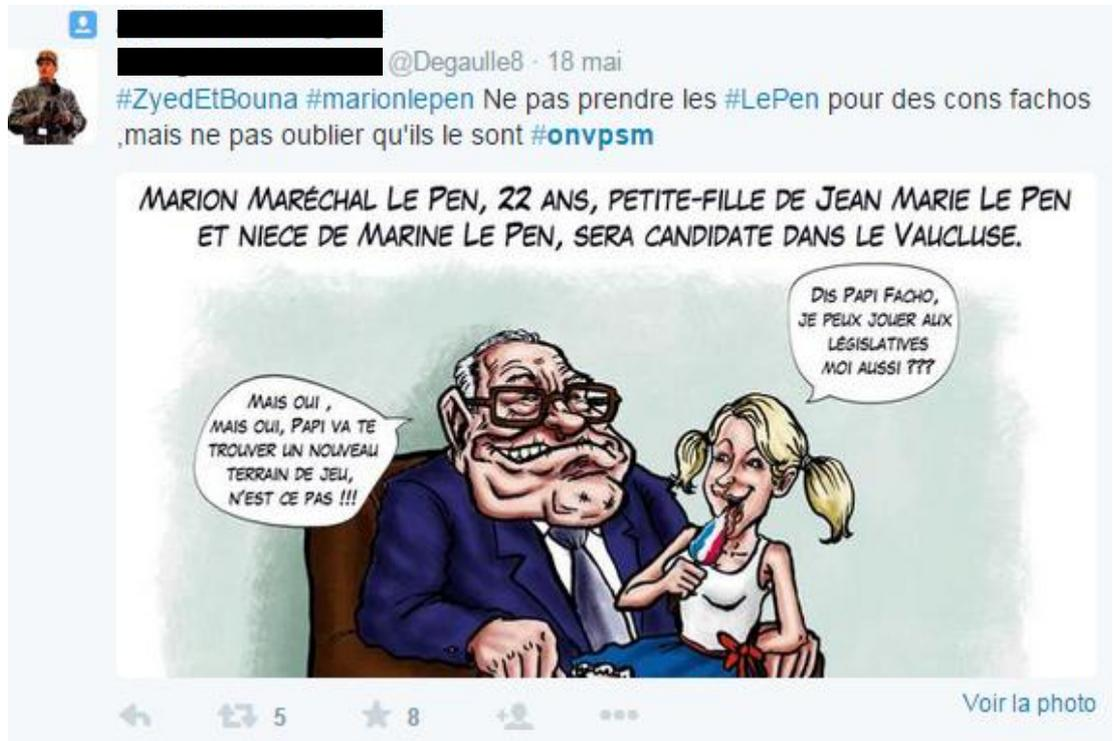 @Degaulle8 · 18 mai
#ZyedEtBouna #marionlepen Ne pas prendre les #LePen pour des cons fachos
,mais ne pas oublier qu'ils le sont #onvpsm
MARION MARÉCHAL LE PEN, 22 ANS, PETITE-FILLE DE JEAN MARIE LE PEN
ET NIECE DE MARINE LE PEN, SERA CANDIDATE DANS LE VAUCLUSE.
DIS PAPI FACHO,
JE PEUX JOUER AUX
LÉGISLATIVES
MOI AUSSI ???
MAIS OUI ,
MAIS OUI, PAPI VA TE
TROUVER UN NOUVEAU
TERRAIN DE JEU,
N'EST CE PAS !!!
5
8
Voir la photo